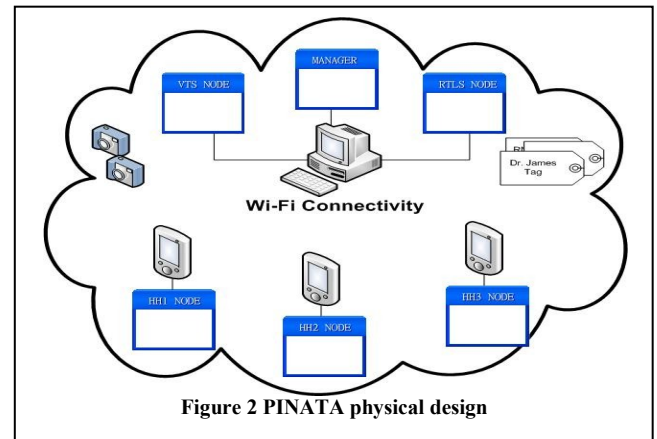 MANAGER
VTS NODE
RTLS NODE
Dr. James
Tag
Wi-Fi Connectivity
HH1 NODE
HH2 NODE
HH3 NODE
Figure 2 PINATA physical design